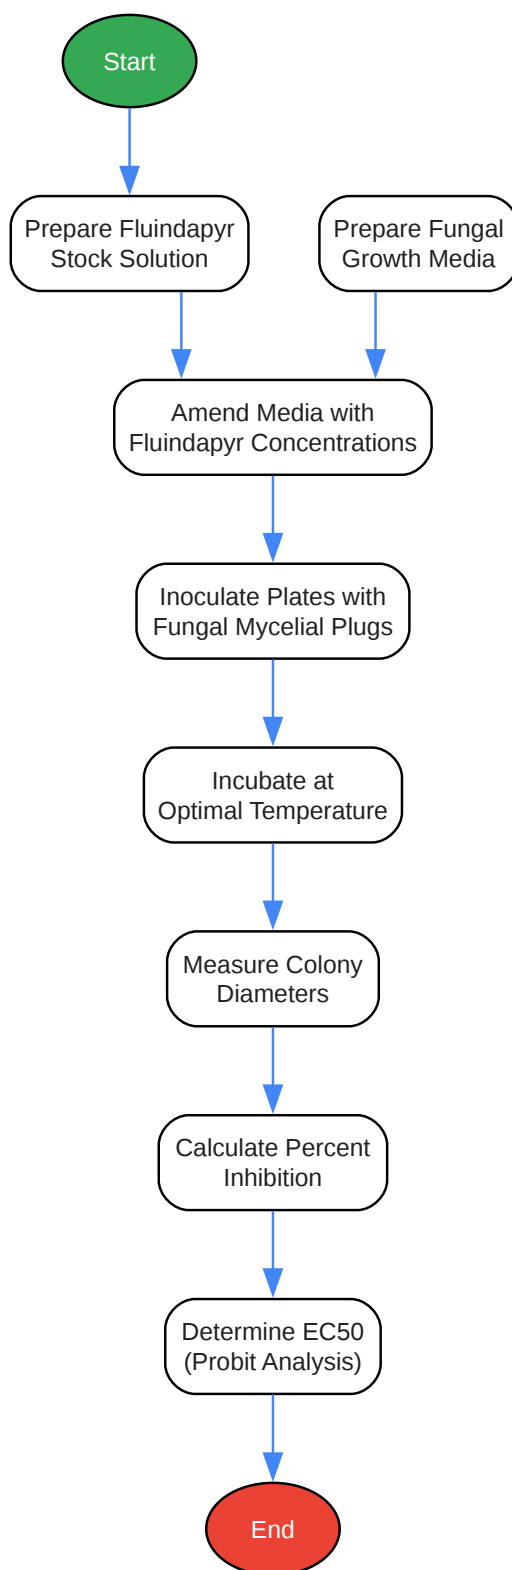 Start
Prepare Fluindapyr
Stock Solution
Prepare Fungal
Growth Media
Amend Media with
Fluindapyr Concentrations
Inoculate Plates with
Fungal Mycelial Plugs
Incubate at
Optimal Temperature
Measure Colony
Diameters
Calculate Percent
Inhibition
Determine EC50
(Probit Analysis)
End